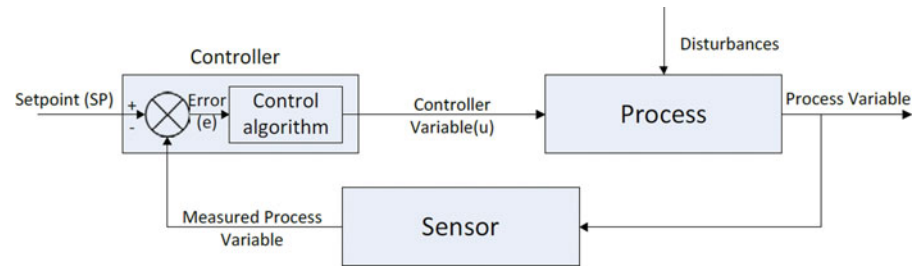 Controller
Disturbances
Setpoint (SP)
+
-
Error
(e)
Control
algorithm
Controller
Variable(u)
Process
Process Variable
Measured Process
Variable
Sensor